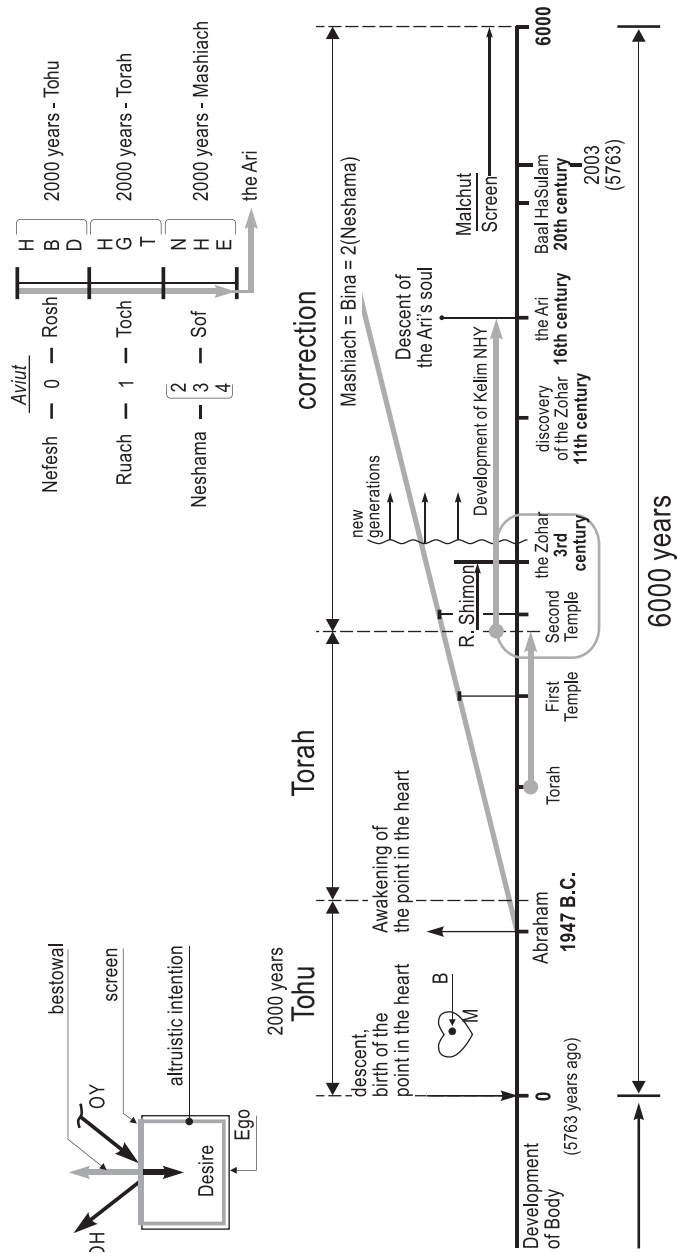 bestowal
screen
OY
OH
altruistic intention
Desire
Ego
Aviut
Nefesh — 0 — Rosh
H
B
D
2000 years - Tohu
Ruach — 1 — Toch
H
G
T
2000 years - Torah
Neshama —
2
3
4
— Sof
N
H
E
2000 years - Mashiach
the Ari
2000 years
Tohu
Torah
correction
descent,
birth of the
point in the heart
B
M
Awakening of
the point in the heart
Mashiach = Bina = 2(Neshama)
new
generations
R. Shimon
Descent of
the Ari's soul
Development of Kelim NHY
Malchut
Screen
Development
of Body
0
(5763 years ago)
Abraham
1947 B.C.
Torah
First
Temple
Second
Temple
the Zohar
3rd
century
discovery
of the Zohar
11th century
the Ari
16th century
Baal HaSulam
20th century
2003
(5763)
6000
6000 years